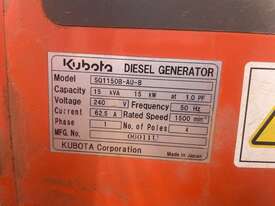 Kubota DIESEL GENERATOR
Model SQ1150B-AU-B
Capacity 15 kVA 15 kW at 1.0 PF
Voltage 240 V Frequency 50 Hz
Current 62.5 A Rated Speed 1500 min⁻¹
Phase 1 No. of Poles 4
MFG. No.
KUBOTA Corporation Made in Japan